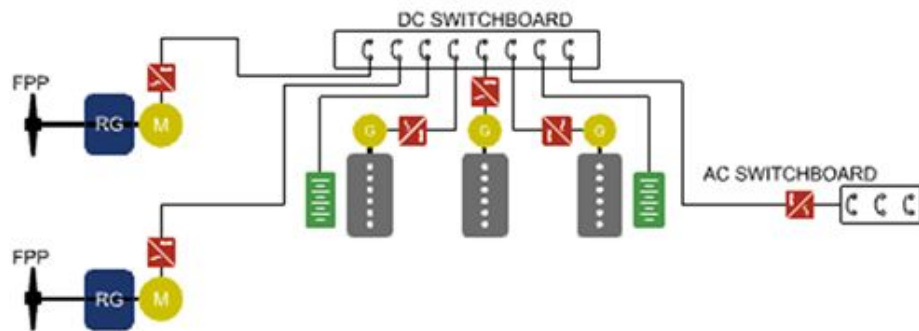 DC SWITCHBOARD
FPP
RG M
G G G
AC SWITCHBOARD
FPP
RG M